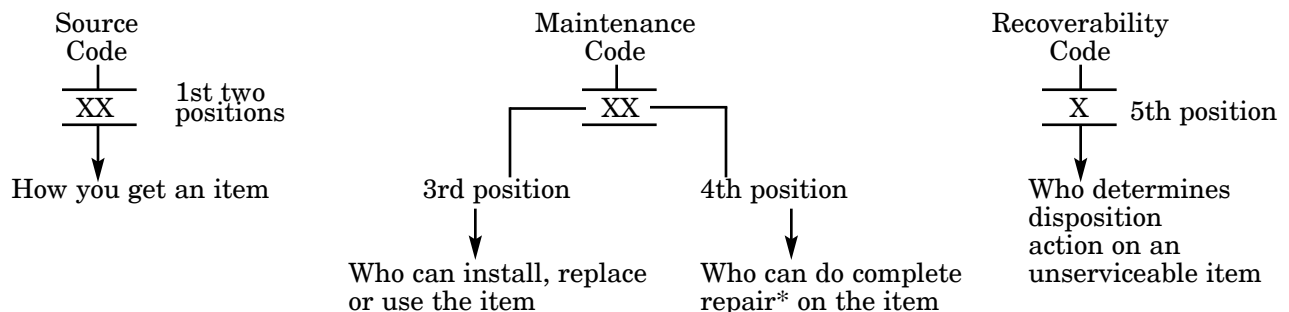 Source
Code
XX
1st two
positions
How you get an item
Maintenance
Code
XX
3rd position
4th position
Who can install, replace
or use the item
Who can do complete
repair* on the item
Recoverability
Code
X
5th position
Who determines
disposition
action on an
unserviceable item